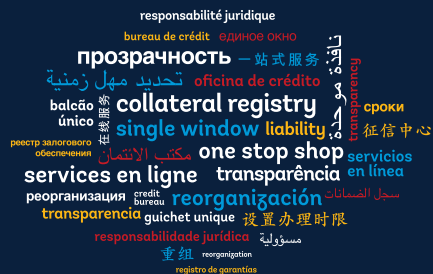 responsabilité juridique
bureau de crédit
единое окно
прозрачность
一站式服务
نافذة موحدة
تحديد مهل زمنية
oficina de crédito
transparency
balcão
único
在线服务
collateral registry
сроки
single window
liability
征信中心
реестр залогового
обеспечения
مكتب الائتمان
one stop shop
servicios
en línea
services en ligne
transparência
реорганизация
credit
bureau
reorganización
سجل الضمانات
transparencia
guichet unique
设置办理时限
responsabilidade jurídica
مسؤولية
重组
reorganization
registro de garantías